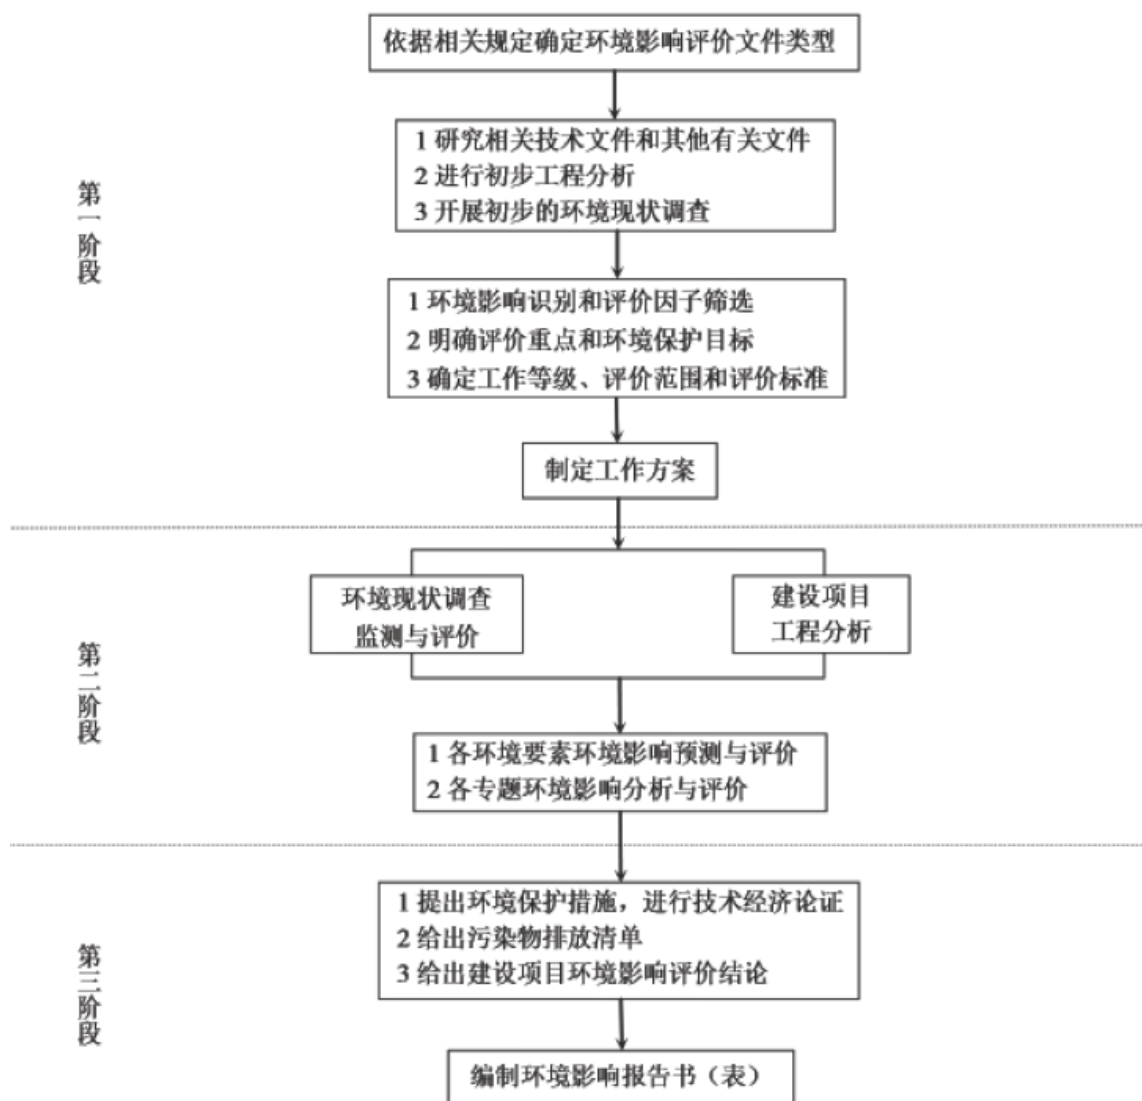 依据相关规定确定环境影响评价文件类型
第一阶段
1 研究相关技术文件和其他有关文件
2 进行初步工程分析
3 开展初步的环境现状调查
1 环境影响识别和评价因子筛选
2 明确评价重点和环境保护目标
3 确定工作等级、评价范围和评价标准
制定工作方案
第二阶段
环境现状调查
监测与评价
建设项目
工程分析
1 各环境要素环境影响预测与评价
2 各专题环境影响分析与评价
第三阶段
1 提出环境保护措施，进行技术经济论证
2 给出污染物排放清单
3 给出建设项目环境影响评价结论
编制环境影响报告书（表）